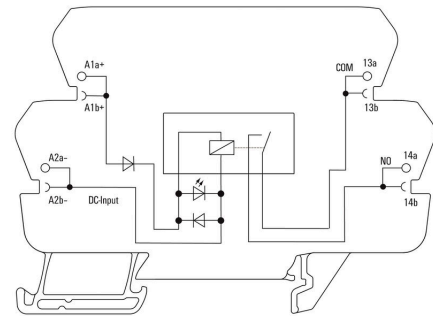 A1a+
A1b+
A2a-
A2b-
DC-Input
COM
13a
13b
NO
14a
14b